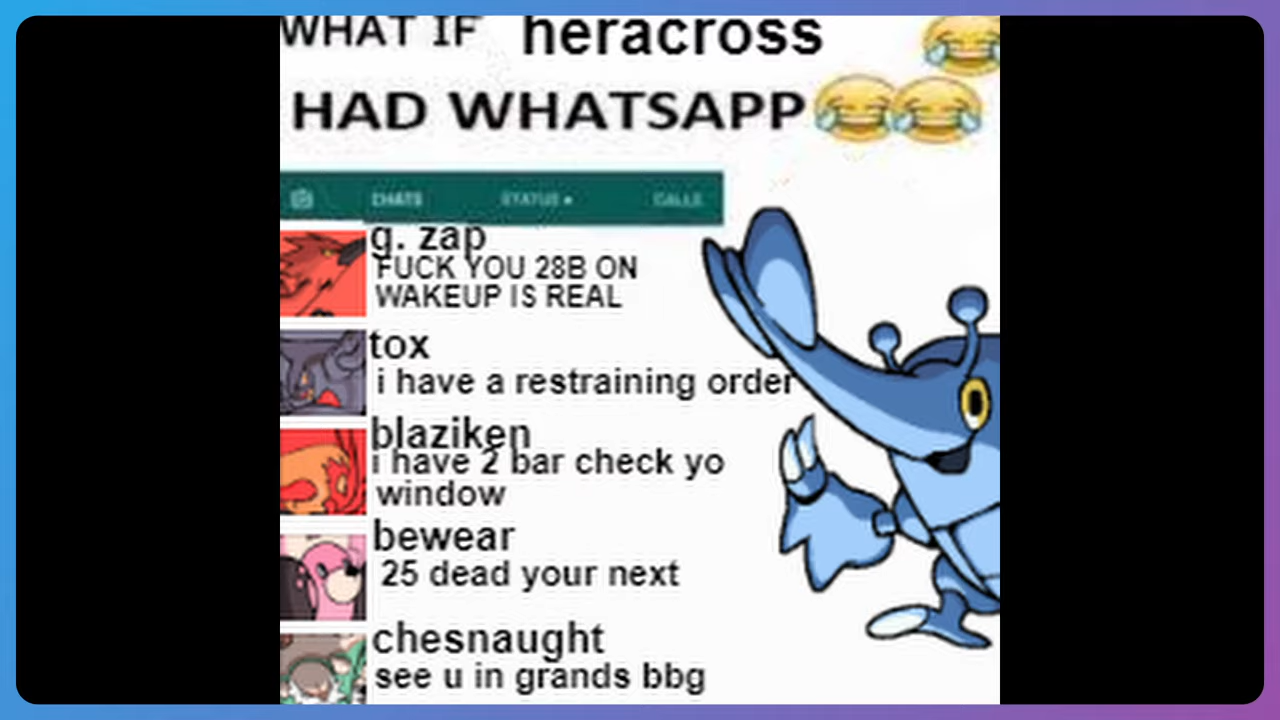 WHAT IF heracross
HAD WHATSAPP
CHATS STATUS CALLS
g. zap
FUCK YOU 28B ON
WAKEUP IS REAL
tox
i have a restraining order
blaziken
i have 2 bar check yo
window
bewear
25 dead your next
chesnaught
see u in grands bbg